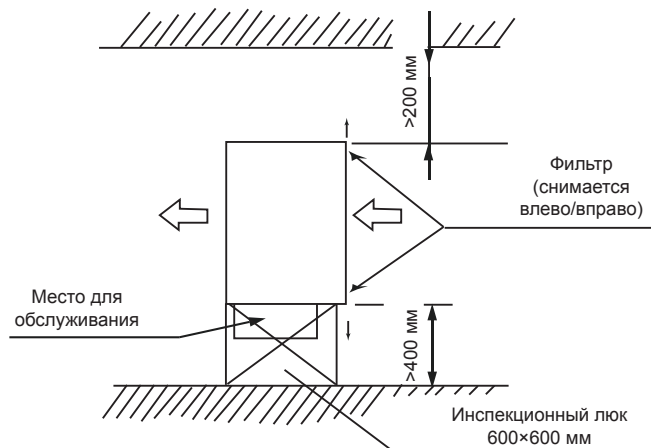 >200 мм
Фильтр
(снимается
влево/вправо)
Место для
обслуживания
>400 мм
Инспекционный люк
600×600 мм